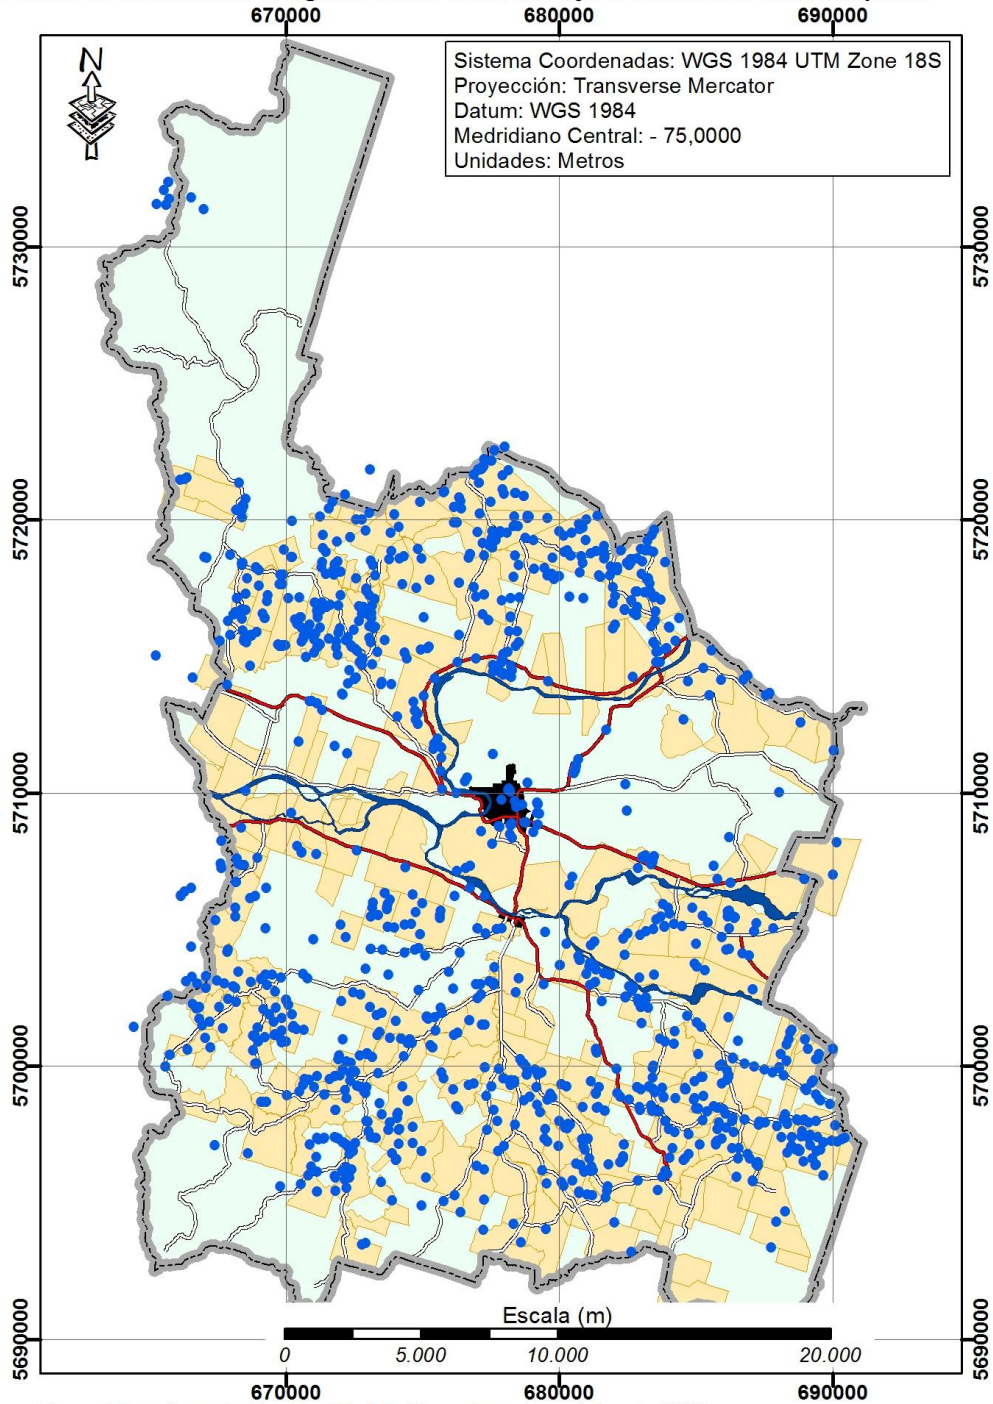 670000
680000
690000
N
Sistema Coordenadas: WGS 1984 UTM Zone 18S
Proyección: Transverse Mercator
Datum: WGS 1984
Medridiano Central: - 75,0000
Unidades: Metros
5730000
5730000
5720000
5720000
5710000
5710000
5700000
5700000
5690000
5690000
Escala (m)
0
5.000
10.000
20.000
670000
680000
690000